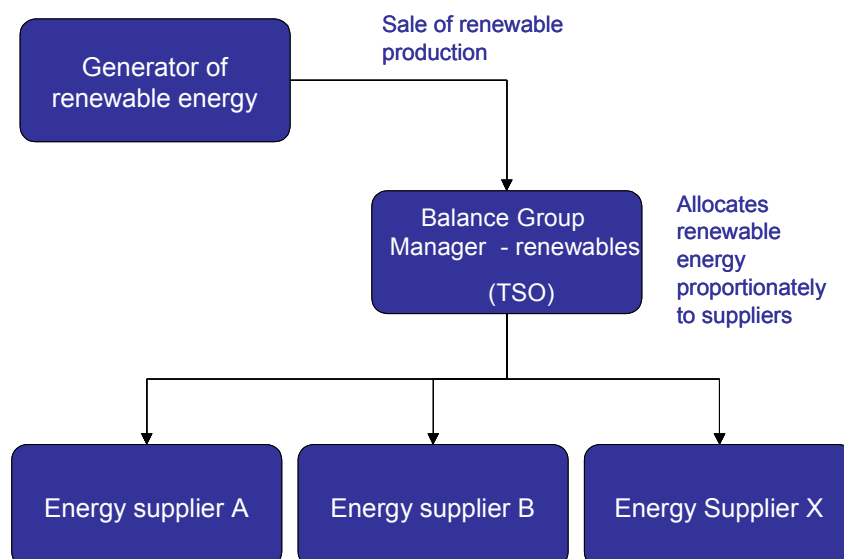 Sale of renewable
production
Generator of
renewable energy
Balance Group
Manager - renewables
(TSO)
Allocates
renewable
energy
proportionately
to suppliers
Energy supplier A
Energy supplier B
Energy Supplier X